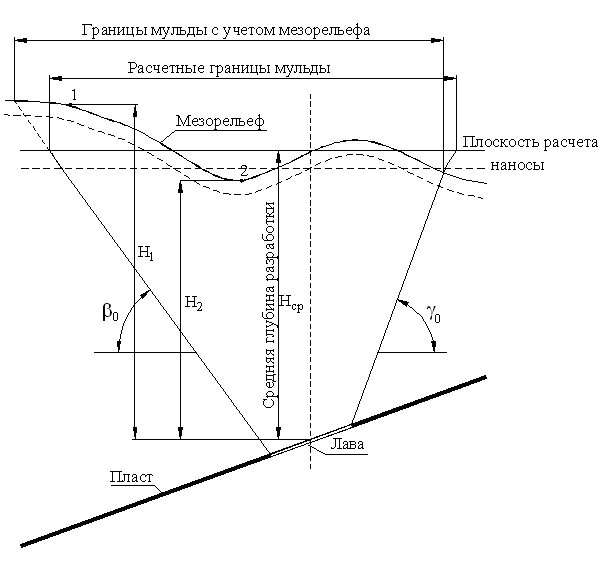 Границы мульды с учетом мезорельефа
Расчетные границы мульды
1
Мезорельеф
Плоскость расчета
наносы
2
H1
H2
Средняя глубина разработки
Hср
β0
γ0
Лава
Пласт